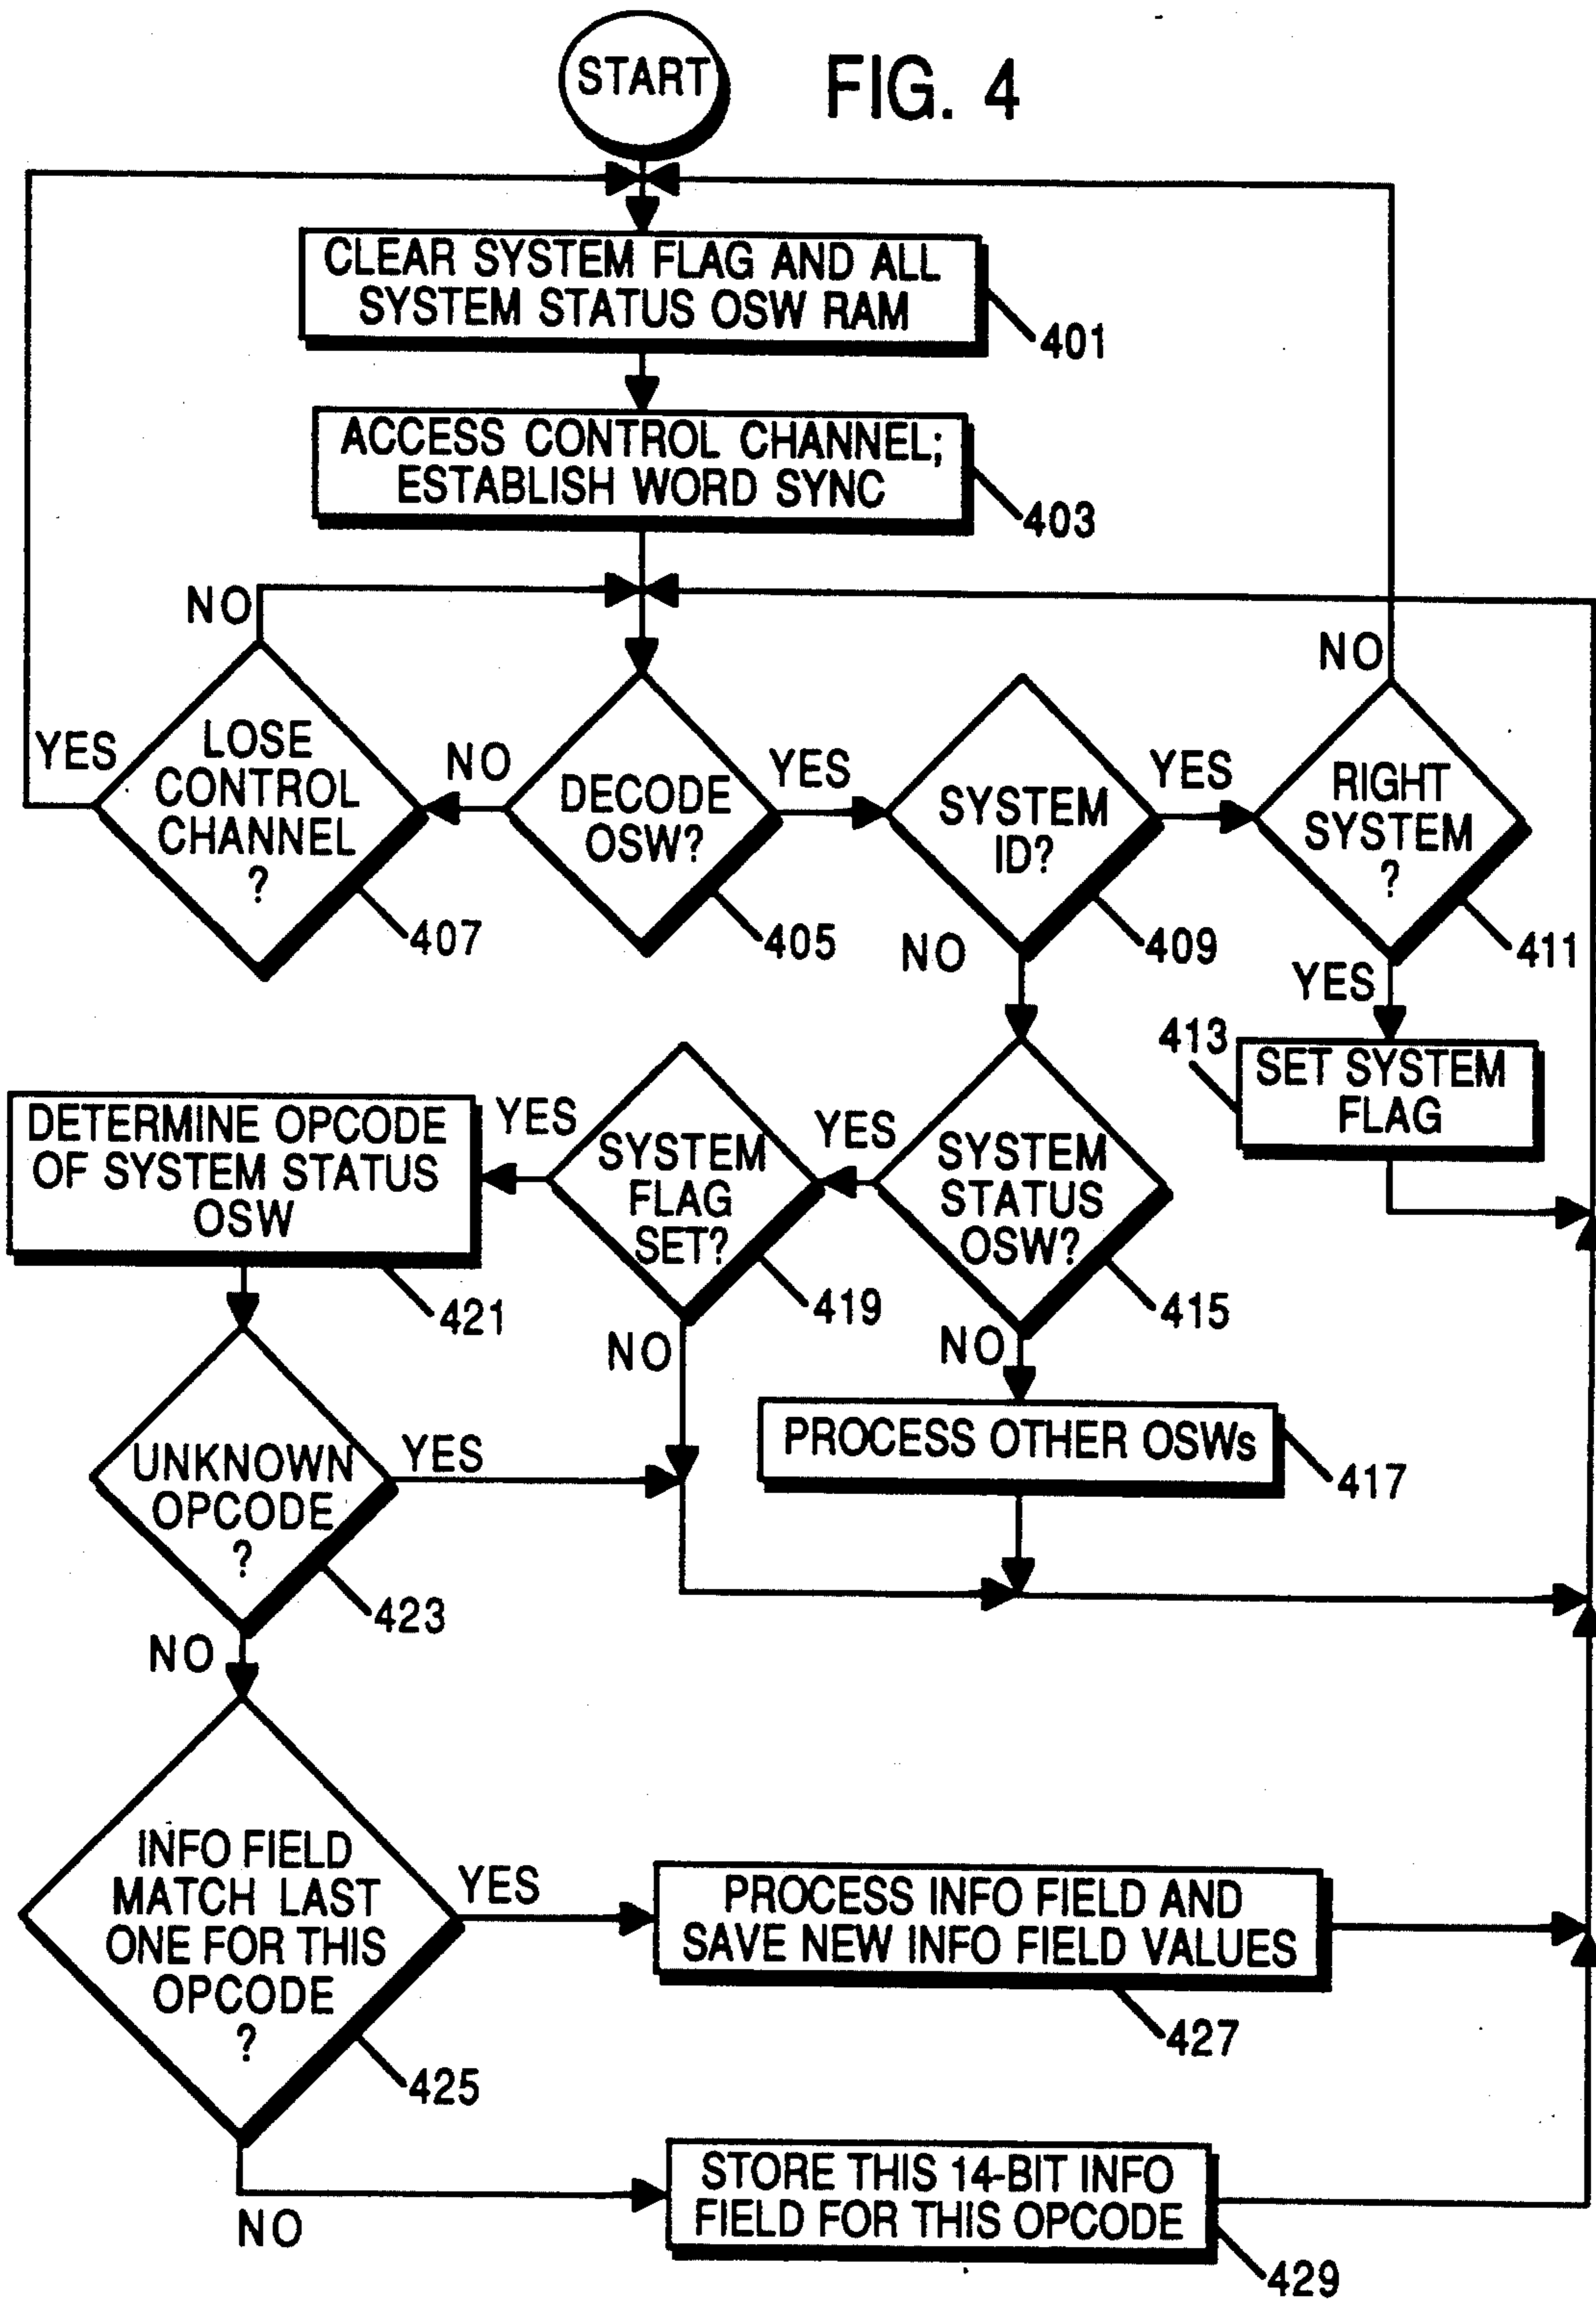 START
FIG. 4
CLEAR SYSTEM FLAG AND ALL
SYSTEM STATUS OSW RAM
401
ACCESS CONTROL CHANNEL;
ESTABLISH WORD SYNC
403
NO
NO
YES
LOSE
CONTROL
CHANNEL
?
407
NO
DECODE
OSW?
405
YES
SYSTEM
ID?
409
YES
RIGHT
SYSTEM
?
411
NO
YES
413
SET SYSTEM
FLAG
DETERMINE OPCODE
OF SYSTEM STATUS
OSW
421
YES
SYSTEM
FLAG
SET?
419
YES
SYSTEM
STATUS
OSW?
415
NO
NO
PROCESS OTHER OSWs
417
UNKNOWN
OPCODE
?
423
YES
NO
INFO FIELD
MATCH LAST
ONE FOR THIS
OPCODE
?
425
YES
PROCESS INFO FIELD AND
SAVE NEW INFO FIELD VALUES
427
NO
STORE THIS 14-BIT INFO
FIELD FOR THIS OPCODE
429